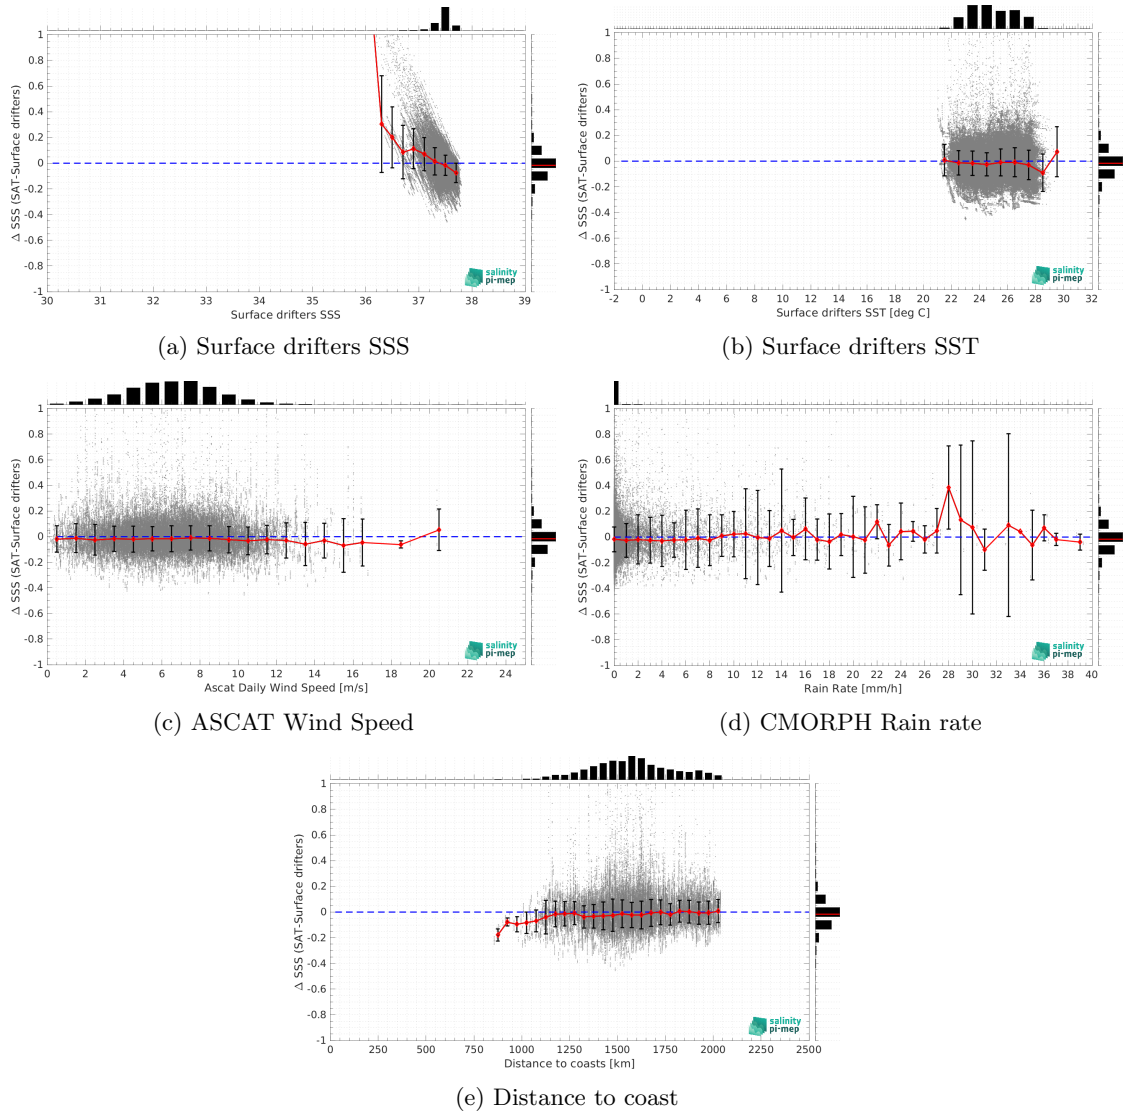 1
0.8
0.6
0.4
0.2
0
-0.2
-0.4
-0.6
-0.8
-1
Δ SSS (SAT-Surface drifters)
30 30 32 33 34 35 36 37 38 39
Surface drifters SSS
salinity
pi-mep
(a) Surface drifters SSS
1
0.8
0.6
0.4
0.2
0
-0.2
-0.4
-0.6
-0.8
-1
Δ SSS (SAT-Surface drifters)
-2 0 2 4 6 8 10 12 14 16 18 20 22 24 26 28 30 32
Surface drifters SST [deg C]
salinity
pi-mep
(b) Surface drifters SST
1
0.8
0.6
0.4
0.2
0
-0.2
-0.4
-0.6
-0.8
-1
Δ SSS (SAT-Surface drifters)
0 2 4 6 8 10 12 14 16 18 20 22 24
Ascat Daily Wind Speed [m/s]
salinity
pi-mep
(c) ASCAT Wind Speed
1
0.8
0.6
0.4
0.2
0
-0.2
-0.4
-0.6
-0.8
-1
Δ SSS (SAT-Surface drifters)
0 2 4 6 8 10 12 14 16 18 20 22 24 26 28 30 32 34 36 38 40
Rain Rate [mm/h]
salinity
pi-mep
(d) CMORPH Rain rate
1
0.8
0.6
0.4
0.2
0
-0.2
-0.4
-0.6
-0.8
-1
Δ SSS (SAT-Surface drifters)
0 250 500 750 1000 1250 1500 1750 2000 2250 2500
Distance to coasts [km]
salinity
pi-mep
(e) Distance to coast